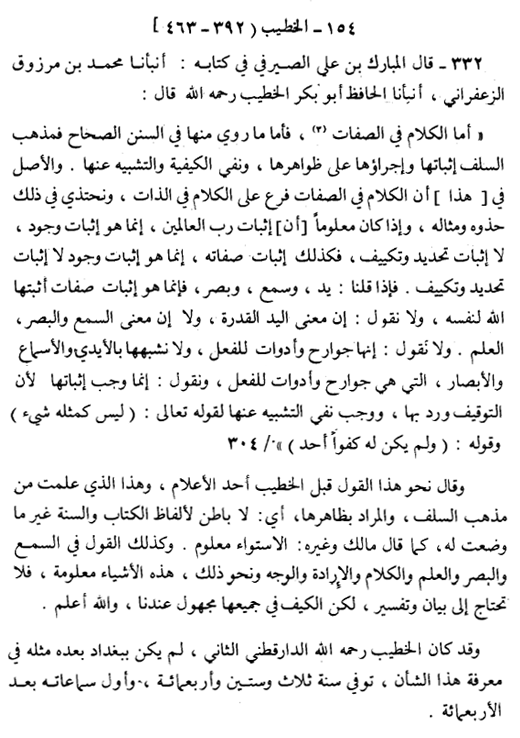 ١٥٤ - الخطيب ( ٣٩٢ - ٤٦٣ ]
٣٣٢ - قال المبارك بن علي الصيرفي في كتابه : أنبأنا محمد بن مرزوق
الزعفراني ، أنبأنا الحافظ أبو بكر الخطيب رحمه الله قال :
« أما الكلام في الصفات (٣) ، فأما ما روي منها في السنن الصحاح فمذهب
السلف إثباتها وإجراؤها على ظواهرها ، ونفي الكيفية والتشبيه عنها . والأصل
في [ هذا ] أن الكلام في الصفات فرع على الكلام في الذات ، ونحتذي في ذلك
حذوه ومثاله ، وإذا كان معلوماً [أن] إثبات رب العالمين ، إنما هو إثبات وجود ،
لا إثبات تحديد وتكييف ، فكذلك إثبات صفاته ، إنما هو إثبات وجود لا إثبات
تحديد وتكييف . فإذا قلنا : يد ، وسمع ، وبصر ، فإنما هو إثبات صفات أثبتها
الله لنفسه ، ولا نقول : إن معنى اليد القدرة ، ولا إن معنى السمع والبصر ،
العلم . ولا نقول : إنها جوارح وأدوات للفعل ، ولا نشبهها بالأيدي والأسماع
والأبصار ، التي هي جوارح وأدوات للفعل ، ونقول : إنما وجب إثباتها لأن
التوقيف ورد بها ، ووجب نفي التشبيه عنها لقوله تعالى : ( ليس كمثله شيء )
وقوله : ( ولم يكن له كفواً أحد ) »٠/ ٣٠٤
وقال نحو هذا القول قبل الخطيب أحد الأعلام ، وهذا الذي علمت من
مذهب السلف ، والمراد بظاهرها، أي: لا باطن لألفاظ الكتاب والسنة غير ما
وضعت له، كما قال مالك وغيره: الاستواء معلوم . وكذلك القول في السمع
والبصر والعلم والكلام والإرادة والوجه ونحو ذلك ، هذه الأشياء معلومة ، فلا
تحتاج إلى بيان وتفسير ، لكن الكيف في جميعها مجهول عندنا ، والله أعلم .
وقد كان الخطيب رحمه الله الدارقطني الثاني ، لم يكن ببغداد بعده مثله في
معرفة هذا الشأن ، توفي سنة ثلاث وستين وأربعمائة ، وأول سماعاته بعد
الأربعمائة .